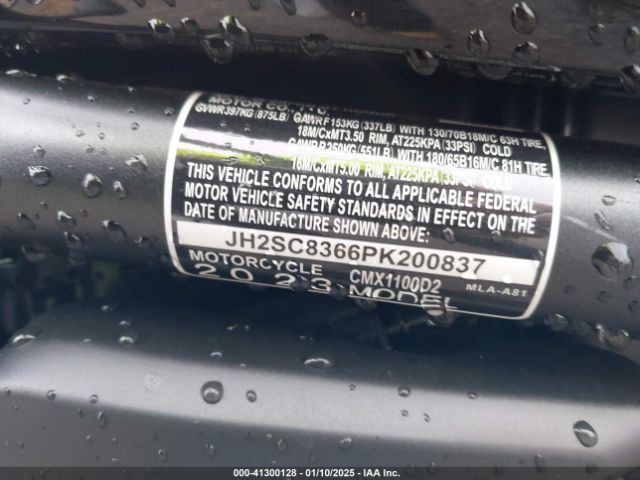 MOTOR CO.,
GVWR397KG (875LB) GAWRF153KG (337LB) WITH 130/70B18M/C 63H TIRE,
18M/CxMT3.50 RIM, AT225KPA (33PSI) COLD
GAWRR250KG(551LB) WITH 180/65B16M/C 81H TIRE,
16M/CxMT5.00 RIM, AT225KPA(33PSI) COLD
THIS VEHICLE CONFORMS TO ALL APPLICABLE FEDERAL
MOTOR VEHICLE SAFETY STANDARDS IN EFFECT ON THE
DATE OF MANUFACTURE SHOWN ABOVE:
JH2SC8366PK200837
MOTORCYCLE CMX1100D2
2023 MODEL MLA-A81
000-41300128 - 01/10/2025 - IAA Inc.